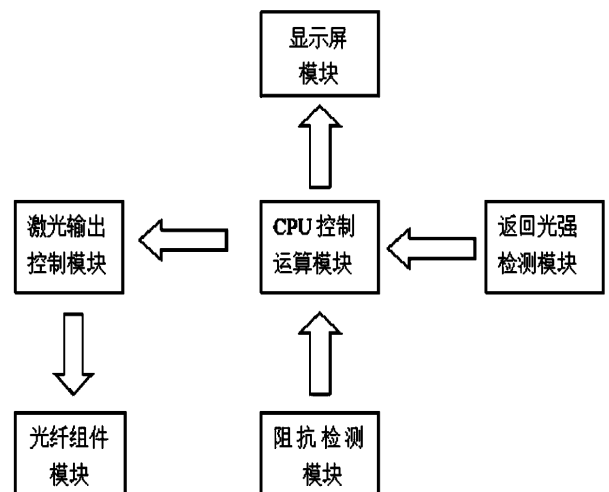 显示屏
模块
激光输出
控制模块
CPU 控制
运算模块
返回光强
检测模块
光纤组件
模块
阻抗检测
模块